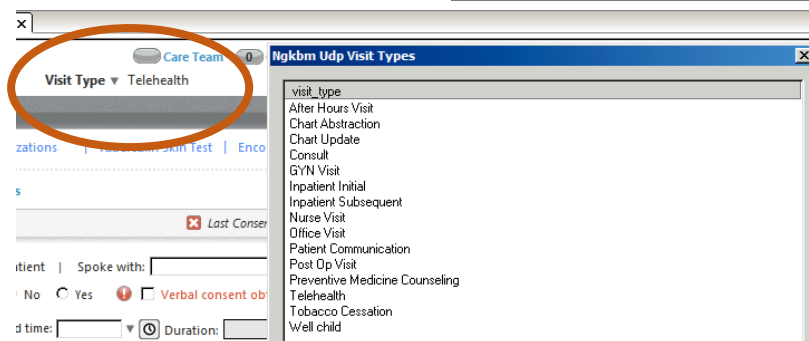 Care Team 0
Visit Type Telehealth
zations | Skin Test | Enco
s
Last Conser
atient | Spoke with:
No Yes Verbal consent ob
d time: Duration:
Ngkbm Udp Visit Types
visit_type
After Hours Visit
Chart Abstraction
Chart Update
Consult
GYN Visit
Inpatient Initial
Inpatient Subsequent
Nurse Visit
Office Visit
Patient Communication
Post Op Visit
Preventive Medicine Counseling
Telehealth
Tobacco Cessation
Well child